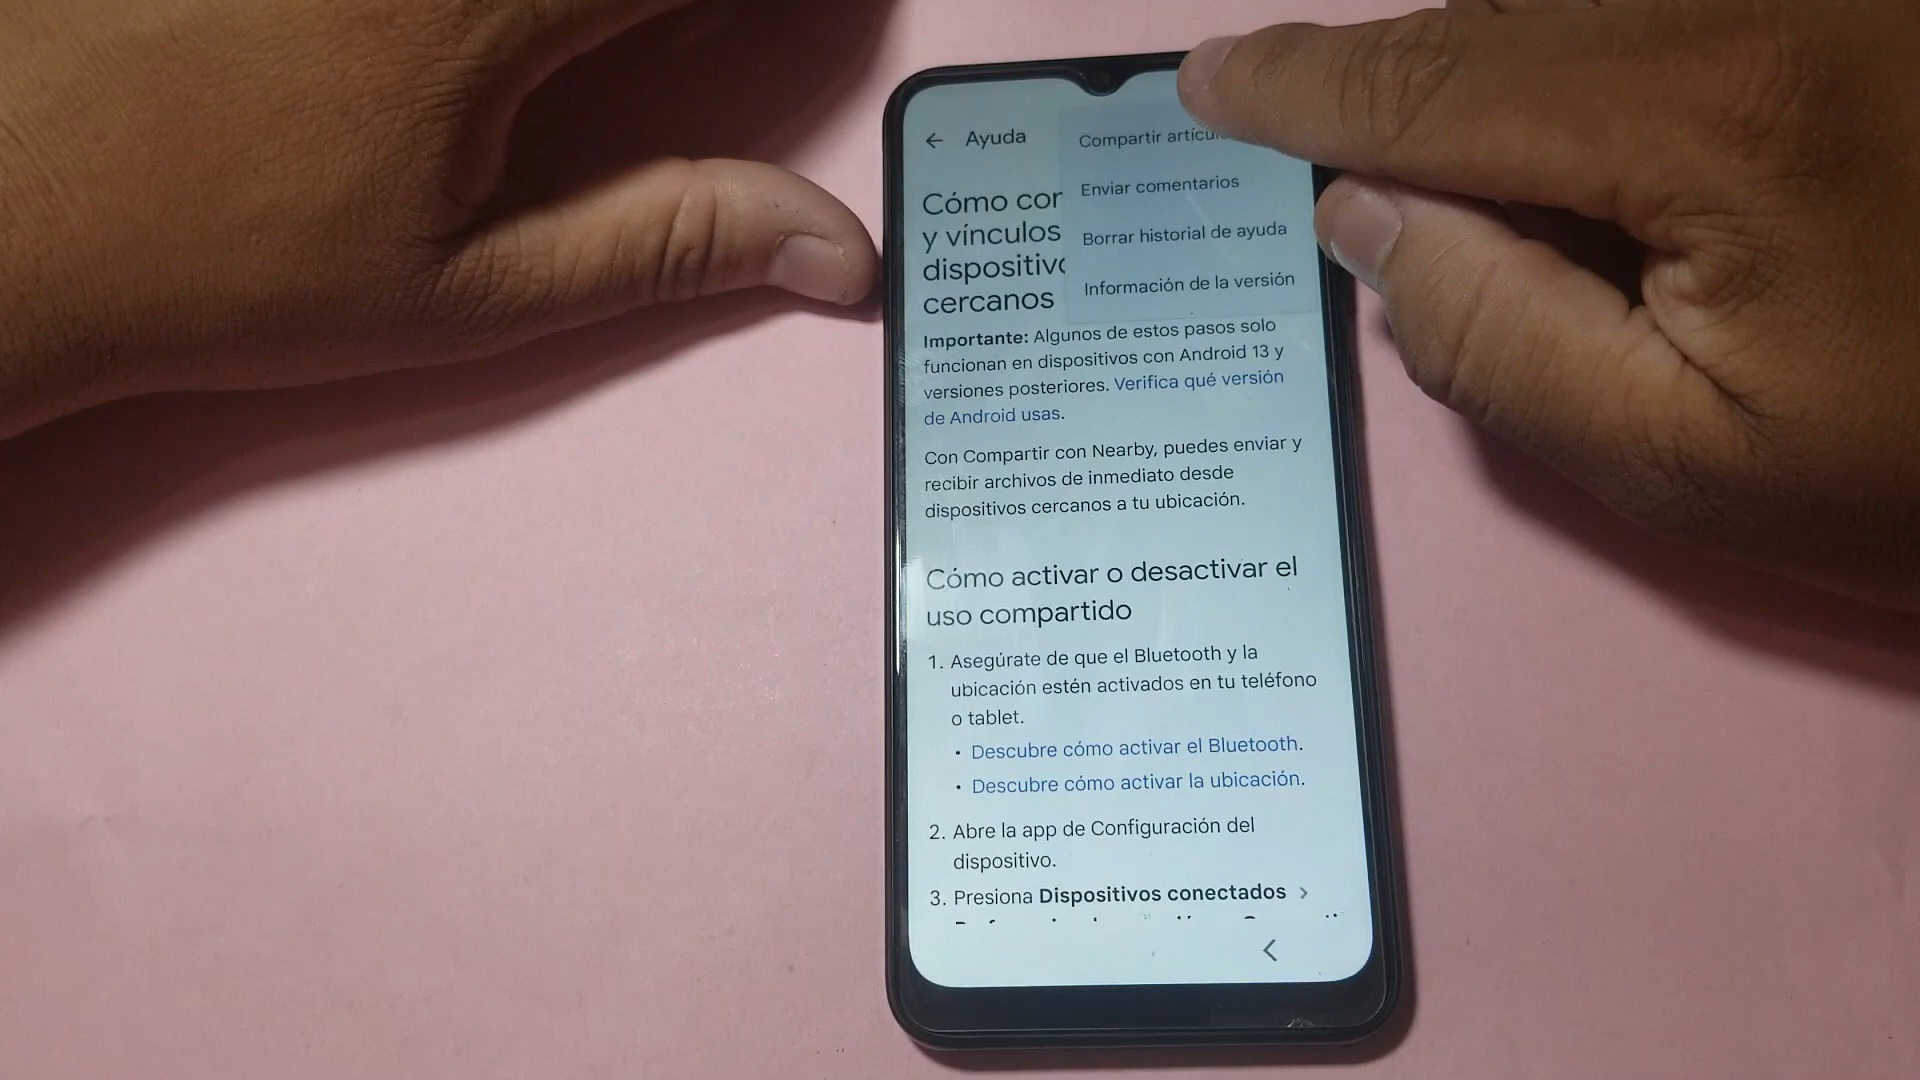 Ayuda
Compartir
Enviar comentarios
Borrar historial de ayuda
Información de la versión
Cómo
y vínculos
cercanos
Importante: Algunos de estos pasos solo
funcionan en dispositivos con Android 13 y
versiones posteriores. Verifica qué versión
de Android usas.
Con Compartir con Nearby, puedes enviar y
recibir archivos de inmediato desde
dispositivos cercanos a tu ubicación.
Cómo activar o desactivar el
uso compartido
1. Asegúrate de que el Bluetooth y la
ubicación estén activados en tu teléfono
o tablet.
• Descubre cómo activar el Bluetooth.
• Descubre cómo activar la ubicación.
2. Abre la app de Configuración del
dispositivo.
3. Presiona Dispositivos conectados >